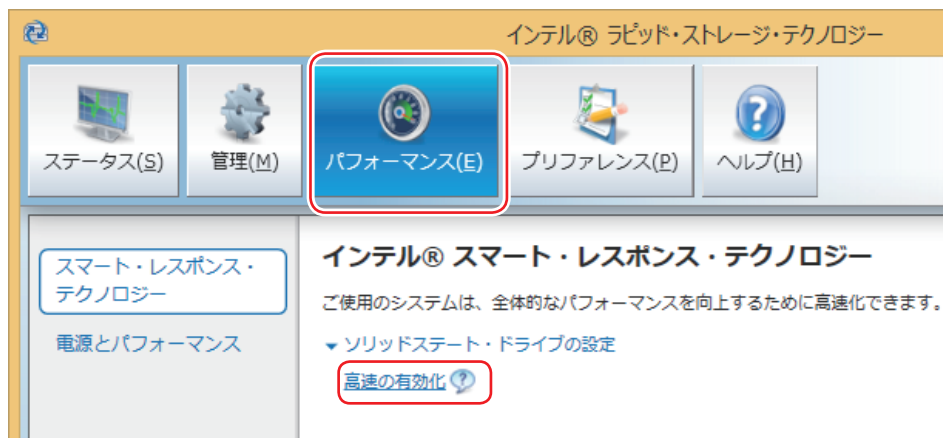 インテル® ラピッド・ストレージ・テクノロジー
ステータス(S)
管理(M)
パフォーマンス(E)
プリファレンス(P)
ヘルプ(H)
スマート・レスポンス・
テクノロジー
電源とパフォーマンス
インテル® スマート・レスポンス・テクノロジー
ご使用のシステムは、全体的なパフォーマンスを向上するために高速化できます。
ソリッドステート・ドライブの設定
高速の有効化